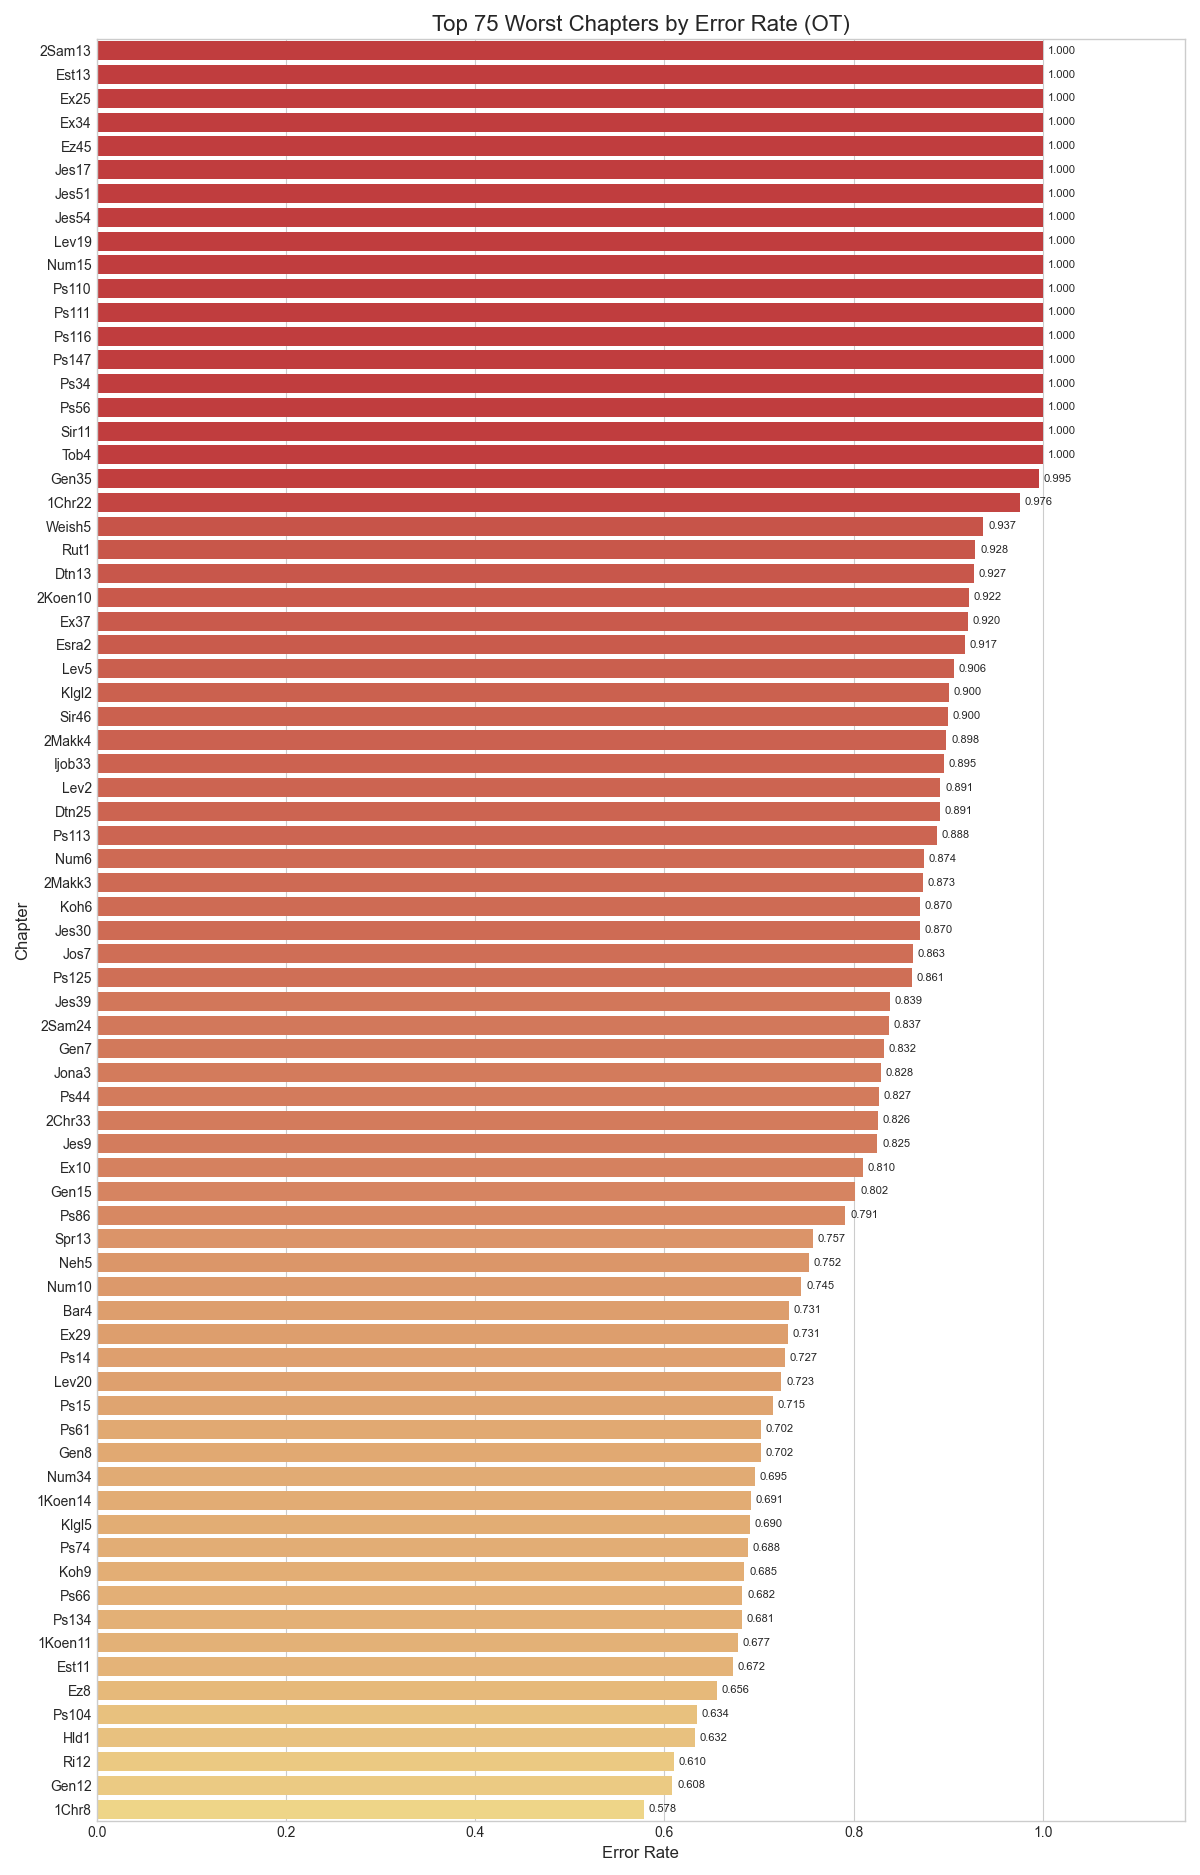 Top 75 Worst Chapters by Error Rate (OT)
2Sam13 1.000
Est13 1.000
Ex25 1.000
Ex34 1.000
Ez45 1.000
Jes17 1.000
Jes51 1.000
Jes54 1.000
Lev19 1.000
Num15 1.000
Ps110 1.000
Ps111 1.000
Ps116 1.000
Ps147 1.000
Ps34 1.000
Ps56 1.000
Sir11 1.000
Tob4 1.000
Gen35 0.995
1Chr22 0.976
Weish5 0.937
Rut1 0.928
Dtn13 0.927
2Koen10 0.922
Ex37 0.920
Esra2 0.917
Lev5 0.906
Klgl2 0.900
Sir46 0.900
2Makk4 0.898
Ijob33 0.895
Lev2 0.891
Dtn25 0.891
Ps113 0.888
Num6 0.874
2Makk3 0.873
Koh6 0.870
Jes30 0.870
Jos7 0.863
Ps125 0.861
Jes39 0.839
2Sam24 0.837
Gen7 0.832
Jona3 0.828
Ps44 0.827
2Chr33 0.826
Jes9 0.825
Ex10 0.810
Gen15 0.802
Ps86 0.791
Spr13 0.757
Neh5 0.752
Num10 0.745
Bar4 0.731
Ex29 0.731
Ps14 0.727
Lev20 0.723
Ps15 0.715
Ps61 0.702
Gen8 0.702
Num34 0.695
1Koen14 0.691
Klgl5 0.690
Ps74 0.688
Koh9 0.685
Ps66 0.682
Ps134 0.681
1Koen11 0.677
Est11 0.672
Ez8 0.656
Ps104 0.634
Hld1 0.632
Ri12 0.610
Gen12 0.608
1Chr8 0.578
Chapter
0.0 0.2 0.4 0.6 0.8 1.0
Error Rate